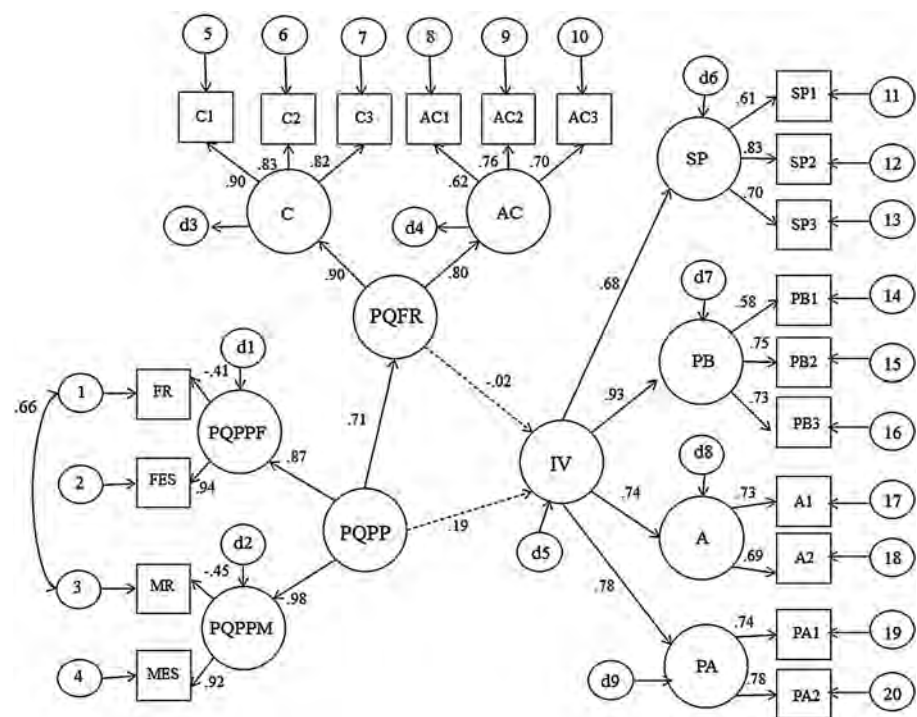 5 6 7 8 9 10
C1 C2 C3 AC1 AC2 AC3
.90 .83 .82 .62 .76 .70
d3 C d4 AC
.90 .80
PQFR
d6
.61 SP1 11
SP .83 SP2 12
.70 SP3 13
.68
d7
.58 PB1 14
PB .75 PB2 15
.73 PB3 16
-.02
.93
IV
d1
1 FR -.41
.66
PQPPF
2 FES .94
.87
.71
PQPP
.19
d5
d2
3 MR -.45
.98
PQPPM
4 MES .92
.74
d8
.73 A1 17
A
.69 A2 18
.78
.74 PA1 19
PA
d9 .78 PA2 20